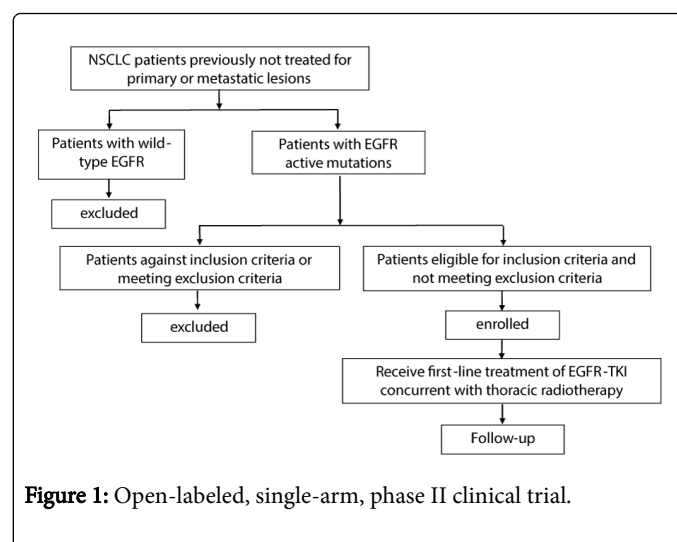 NSCLC patients previously not treated for
primary or metastatic lesions
Patients with wild-
type EGFR
Patients with EGFR
active mutations
excluded
Patients against inclusion criteria or
meeting exclusion criteria
Patients eligible for inclusion criteria and
not meeting exclusion criteria
excluded
enrolled
Receive first-line treatment of EGFR-TKI
concurrent with thoracic radiotherapy
Follow-up
Figure 1: Open-labeled, single-arm, phase II clinical trial.